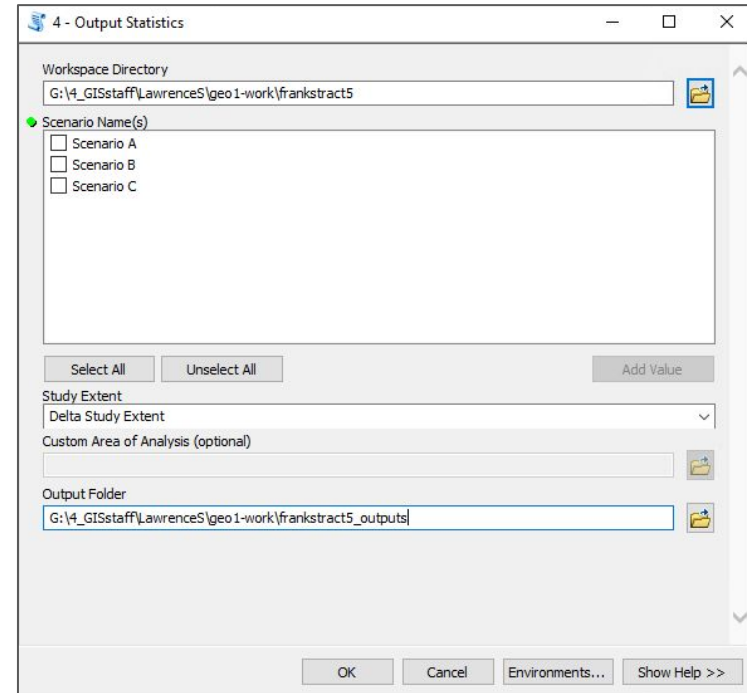 4 - Output Statistics
Workspace Directory
G:\4_GISstaff\LawrenceS\geo1-work\frankstract5
Scenario Name(s)
Scenario A
Scenario B
Scenario C
Select All Unselect All Add Value
Study Extent
Delta Study Extent
Custom Area of Analysis (optional)
Output Folder
G:\4_GISstaff\LawrenceS\geo1-work\frankstract5_outputs
OK Cancel Environments... Show Help >>